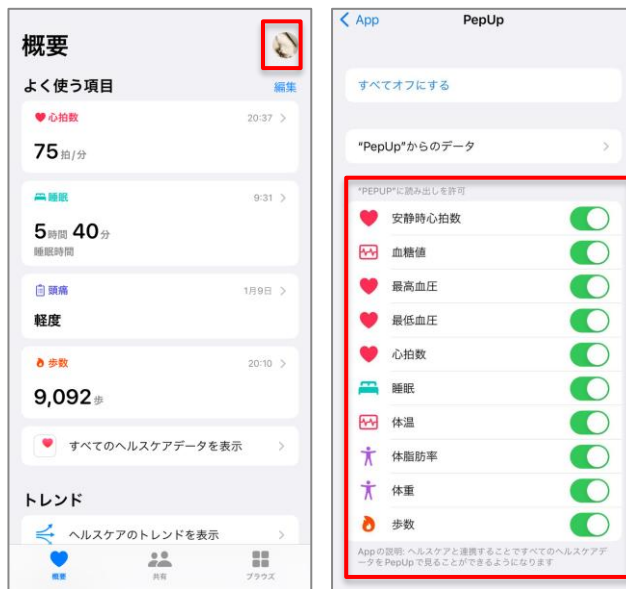 概要
よく使う項目 編集
心拍数 20:37
75 拍/分
睡眠 9:31
5時間 40分
睡眠時間
頭痛 1月9日
軽度
歩数 20:10
9,092歩
すべてのヘルスケアデータを表示
トレンド
ヘルスケアのトレンドを表示
概要 共有 ブラウズ
App PepUp
すべてオフにする
"PepUp"からのデータ
"PEPUP"に読み出しを許可
安静時心拍数
血糖値
最高血圧
最低血圧
心拍数
睡眠
体温
体脂肪率
体重
歩数
Appの説明: ヘルスケアと連携することですべてのヘルスケアデ
ータをPepUpで見ることができるようになります